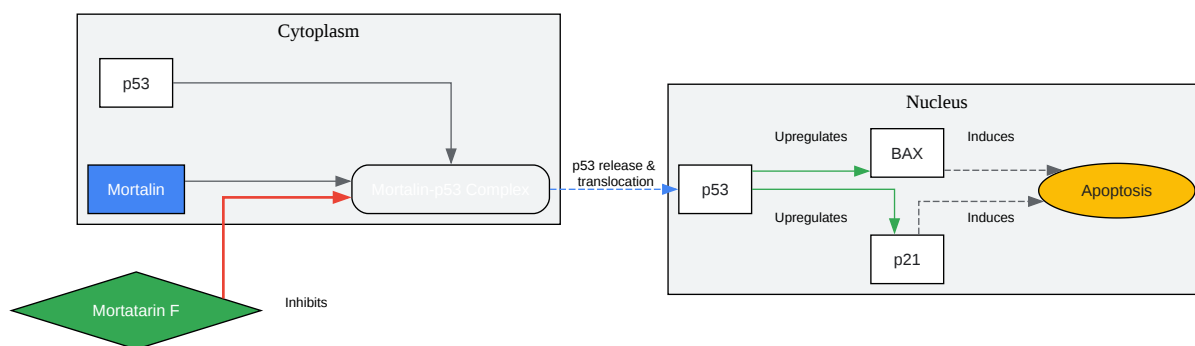 Cytoplasm
p53
Mortalin
Mortalin-p53 Complex
Mortatarin F
Inhibits
p53 release &
translocation
Nucleus
p53
Upregulates
BAX
Induces
Upregulates
p21
Induces
Apoptosis